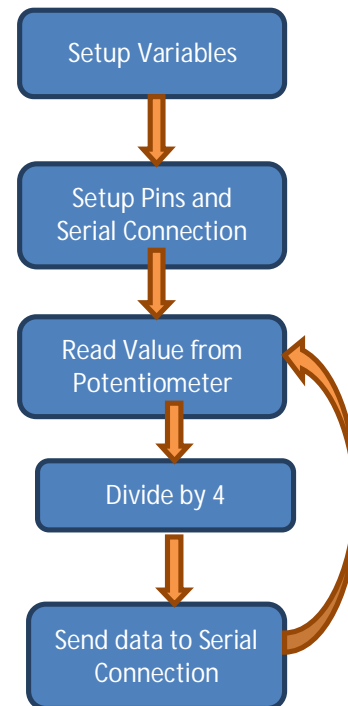 Setup Variables
Setup Pins and
Serial Connection
Read Value from
Potentiometer
Divide by 4
Send data to Serial
Connection